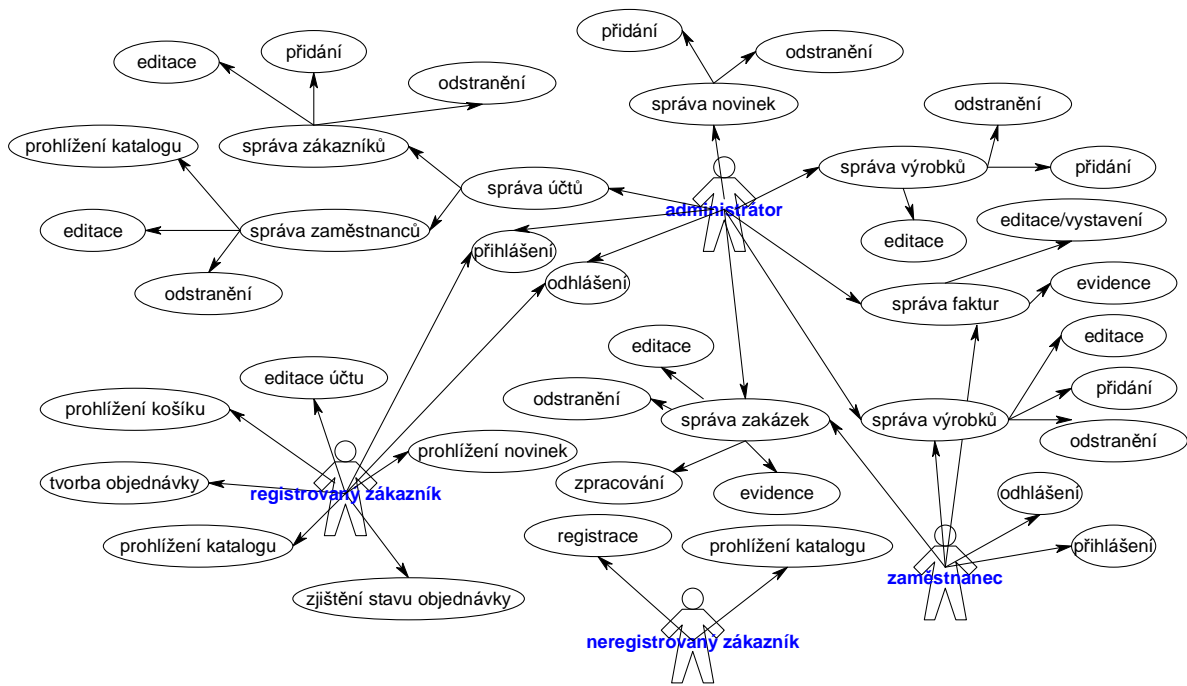 přidání
odstranění
přidání
editace
odstranění
správa novinek
odstranění
prohlížení katalogu
správa zákazníků
správa výrobků
přidání
správa účtů
administrátor
editace/vystavení
editace
správa zaměstnanců
editace
přihlášení
odhlášení
odstranění
správa faktur
evidence
editace
editace
editace účtu
přidání
prohlížení košíku
odstranění
správa zakázek
správa výrobků
odstranění
prohlížení novinek
tvorba objednávky
registrovaný zákazník
zpracování
evidence
odhlášení
prohlížení katalogu
registrace
prohlížení katalogu
přihlášení
zaměstnanec
zjištění stavu objednávky
neregistrovaný zákazník